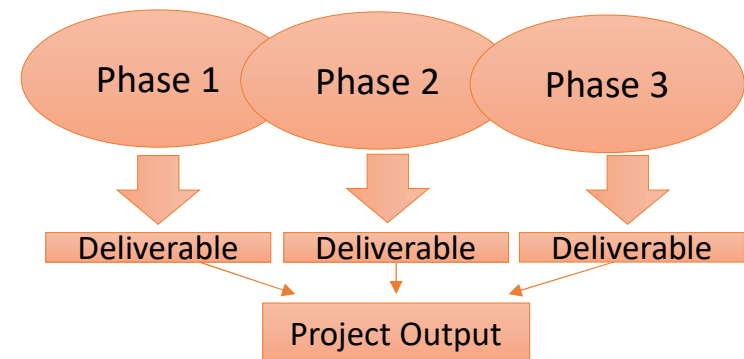 Phase 1
Phase 2
Phase 3
Deliverable
Deliverable
Deliverable
Project Output